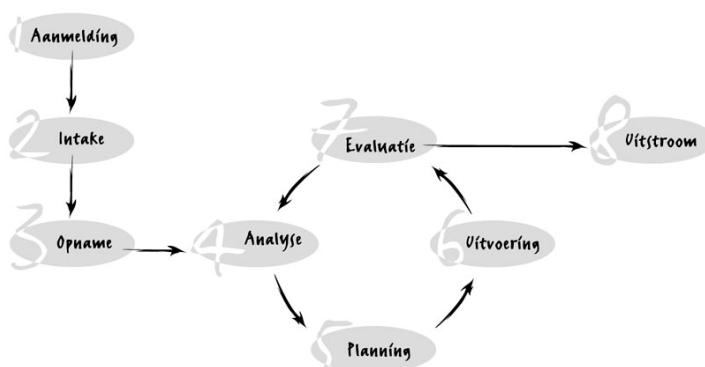 1 Aanmelding
2 Intake
3 Opname
4 Analyse
5 Planning
6 Uitvoering
7 Evaluatie
8 Uitstroom